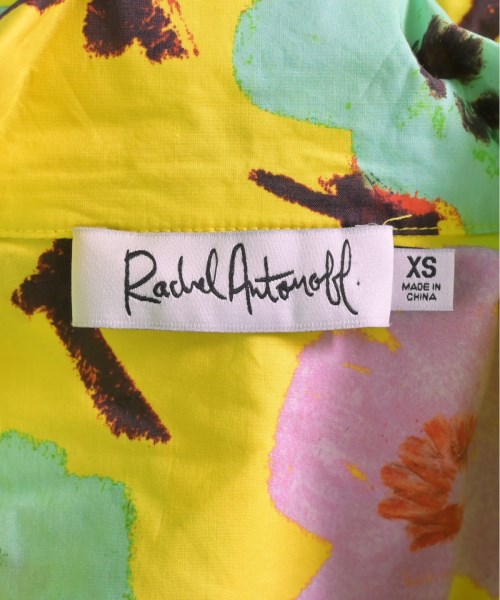 Rachel Antonoff.
XS
MADE IN
CHINA